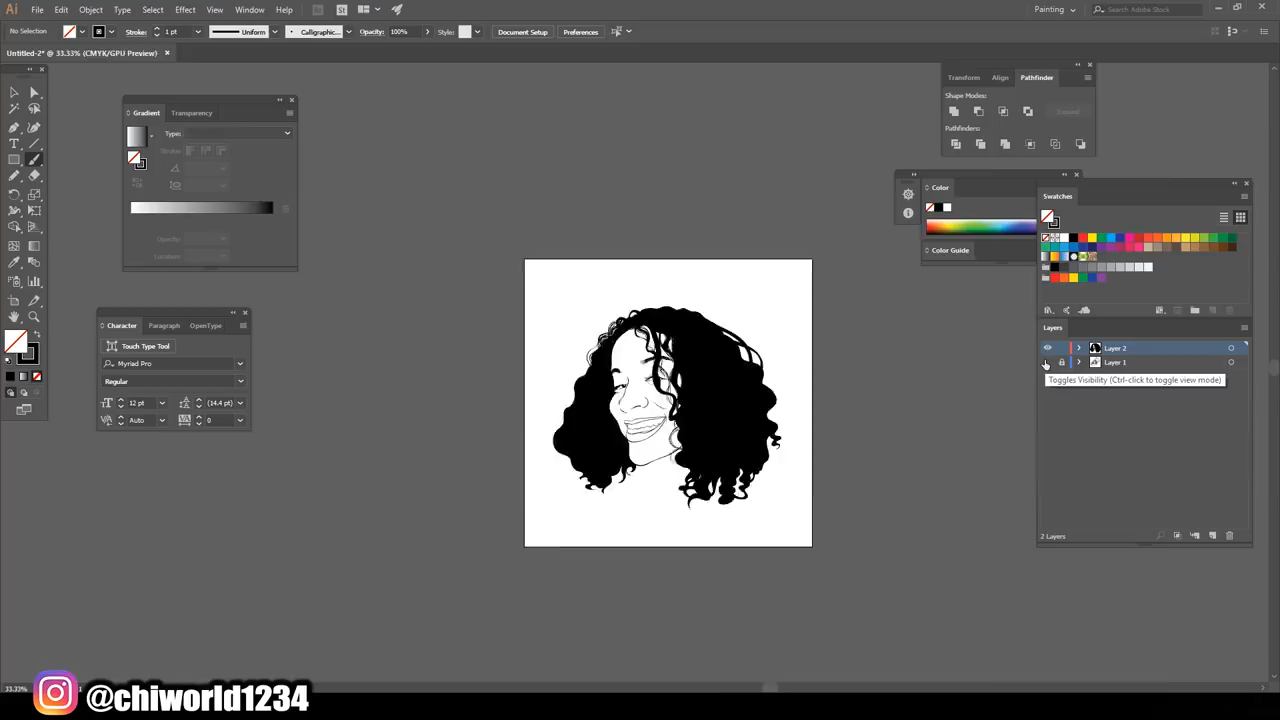 Ai File Edit Object Type Select Effect View Window Help Br St Painting Search Adobe Stock
No Selection Stroke: 1 pt Uniform Calligraphic... Opacity: 100% Style: Document Setup Preferences
Untitled-2* @ 33.33% (CMYK/GPU Preview)
Transform Align Pathfinder
Shape Modes:
Expand
Pathfinders:
Gradient Transparency
Type:
Stroke:
Opacity:
Location:
Color
Color Guide
Swatches
Character Paragraph OpenType
Touch Type Tool
Myriad Pro
Regular
12 pt (14.4 pt)
Auto 0
Layers
Layer 2
Layer 1
Toggles Visibility (Ctrl-click to toggle view mode)
2 Layers
33.33%
@chiworld1234